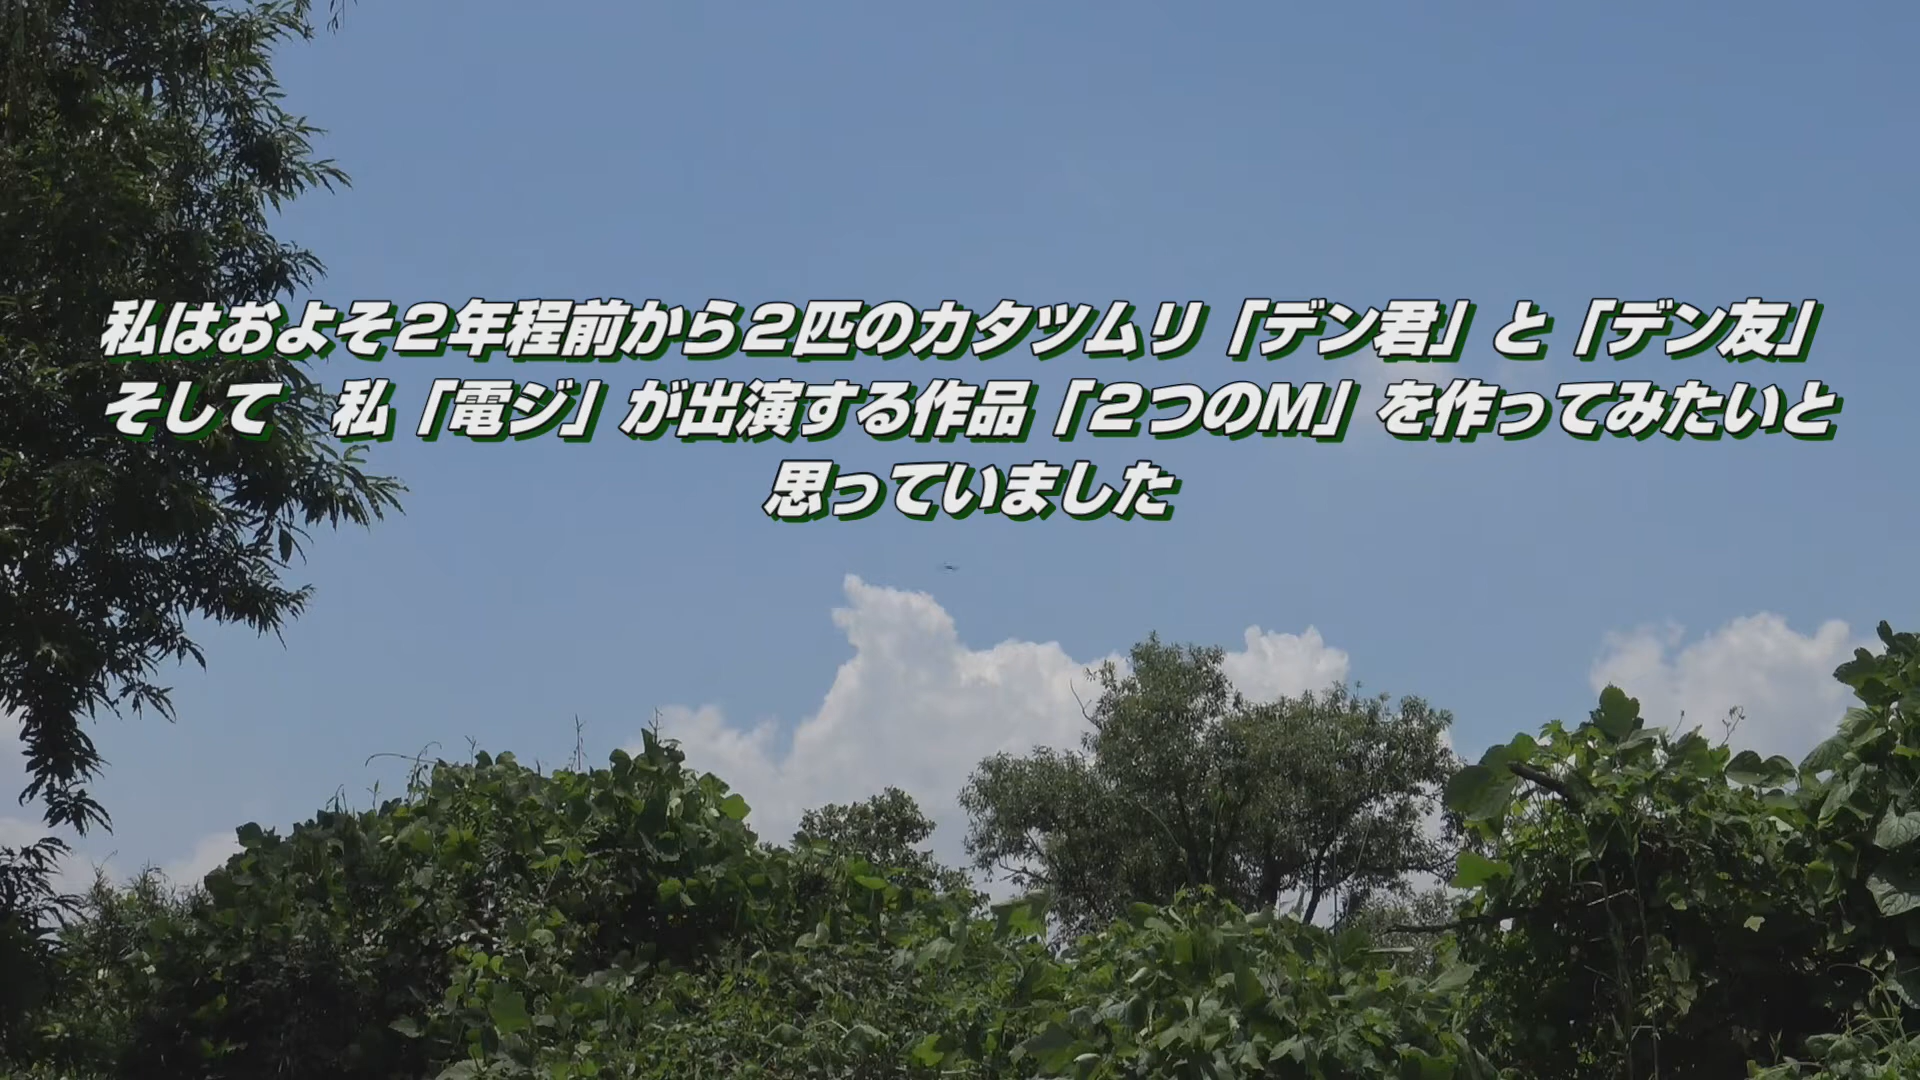 私はおよそ２年程前から２匹のカタツムリ「デン君」と「デン友」
そして　私「電ジ」が出演する作品「２つのＭ」を作ってみたいと
思っていました